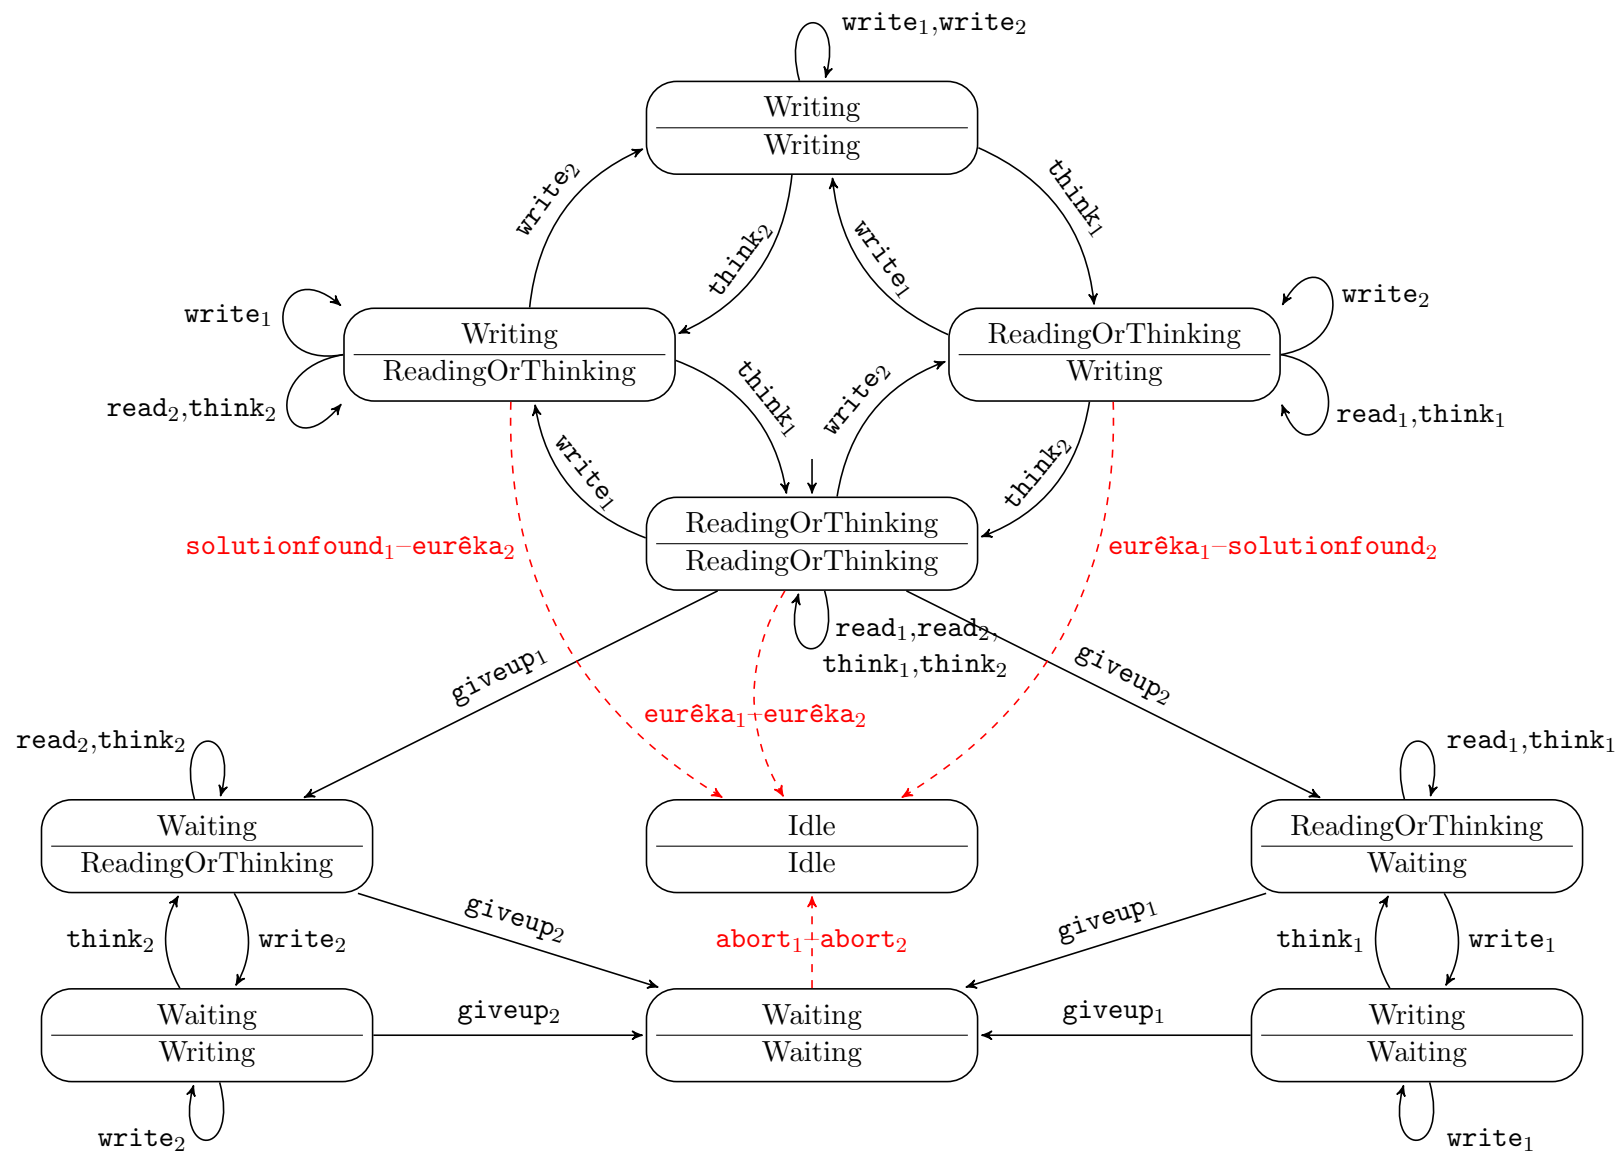 write₁,write₂
Writing
Writing
write₂
think₂
write₁
think₁
write₁
Writing
ReadingOrThinking
read₂,think₂
ReadingOrThinking
Writing
write₂
read₁,think₁
think₁
write₂
write₁
think₂
ReadingOrThinking
ReadingOrThinking
solutionfound₁–eurêka₂
eurêka₁–solutionfound₂
read₁,read₂,
think₁,think₂
giveup₁
giveup₂
eurêka₁–eurêka₂
read₂,think₂
read₁,think₁
Waiting
ReadingOrThinking
Idle
Idle
ReadingOrThinking
Waiting
think₂
write₂
giveup₂
abort₁–abort₂
giveup₁
think₁
write₁
Waiting
Writing
giveup₂
Waiting
Waiting
giveup₁
Writing
Waiting
write₂
write₁